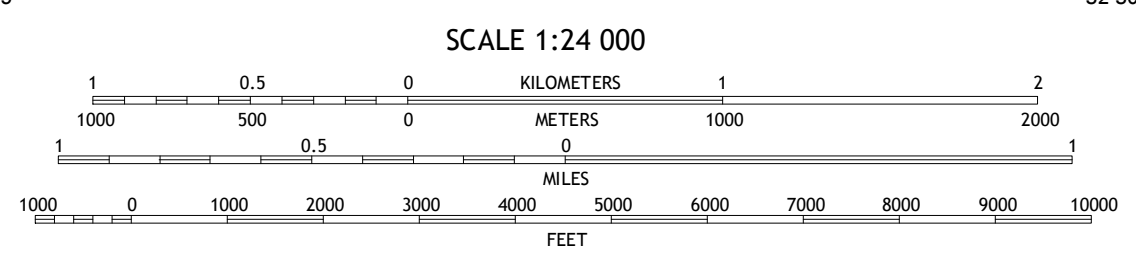 SCALE 1:24 000
1 0.5 0 KILOMETERS 1 2
1000 500 0 METERS 1000 2000
1 0.5 0 1
MILES
1000 0 1000 2000 3000 4000 5000 6000 7000 8000 9000 10000
FEET